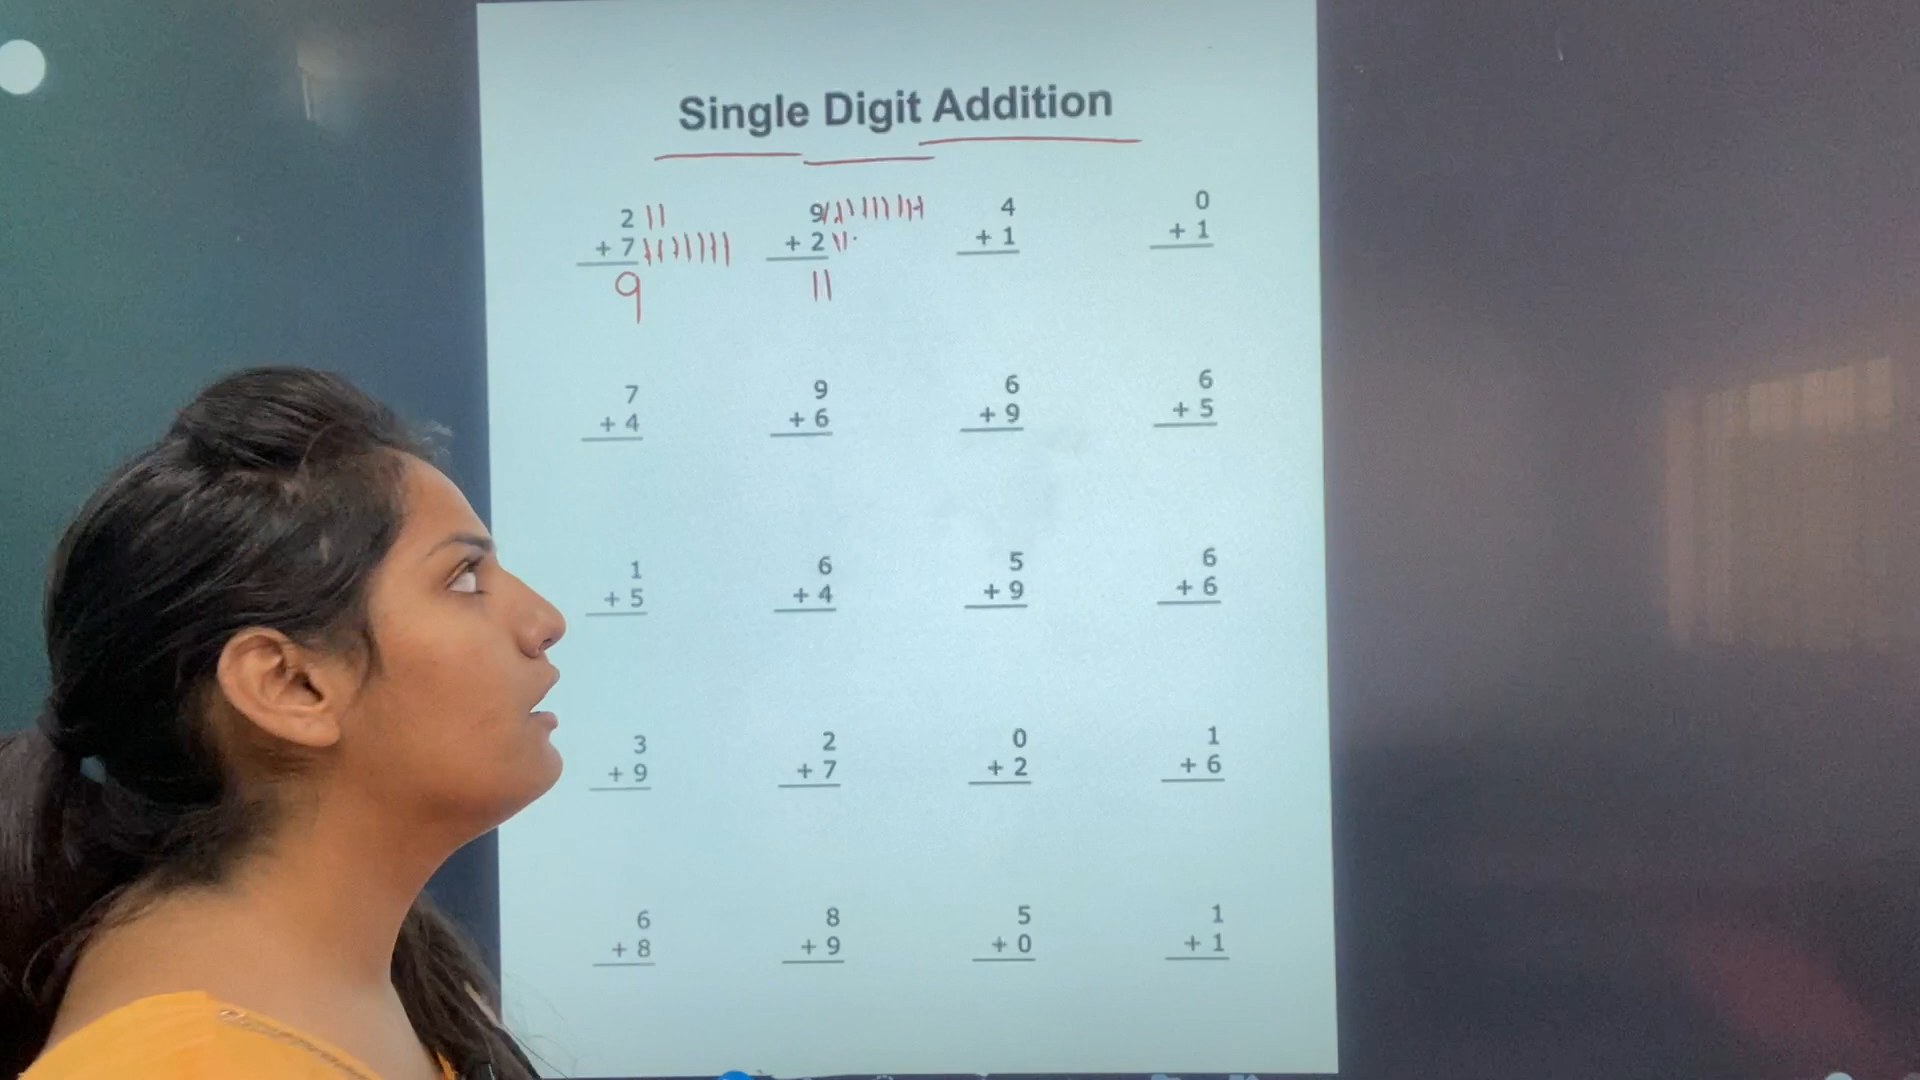 Single Digit Addition
2 9 4 0
+ 7 + 2 + 1 + 1
9 11
7 9 6 6
+ 4 + 6 + 9 + 5
1 6 5 6
+ 5 + 4 + 9 + 6
3 2 0 1
+ 9 + 7 + 2 + 6
6 8 5 1
+ 8 + 9 + 0 + 1